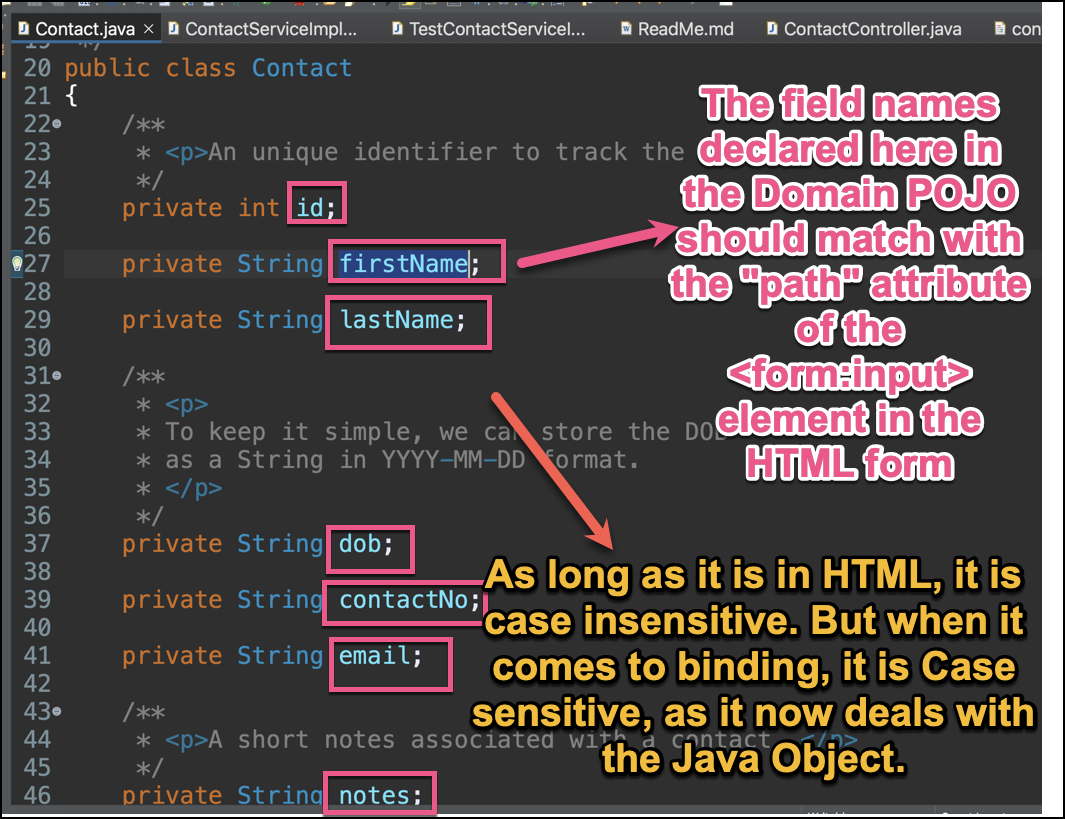 Contact.java ContactServiceImpl... TestContactServiceI... ReadMe.md ContactController.java con
19 */
20 public class Contact
21 {
22 /**
23 * <p>An unique identifier to track the
24 */
25 private int id;
26
27 private String firstName;
28
29 private String lastName;
30
31 /**
32 * <p>
33 * To keep it simple, we can store the DOB
34 * as a String in YYYY-MM-DD format.
35 * </p>
36 */
37 private String dob;
38
39 private String contactNo;
40
41 private String email;
42
43 /**
44 * <p>A short notes associated with a contact </p>
45 */
46 private String notes;
The field names
declared here in
the Domain POJO
should match with
the "path" attribute
of the
<form:input>
element in the
HTML form
As long as it is in HTML, it is
case insensitive. But when it
comes to binding, it is Case
sensitive, as it now deals with
the Java Object.